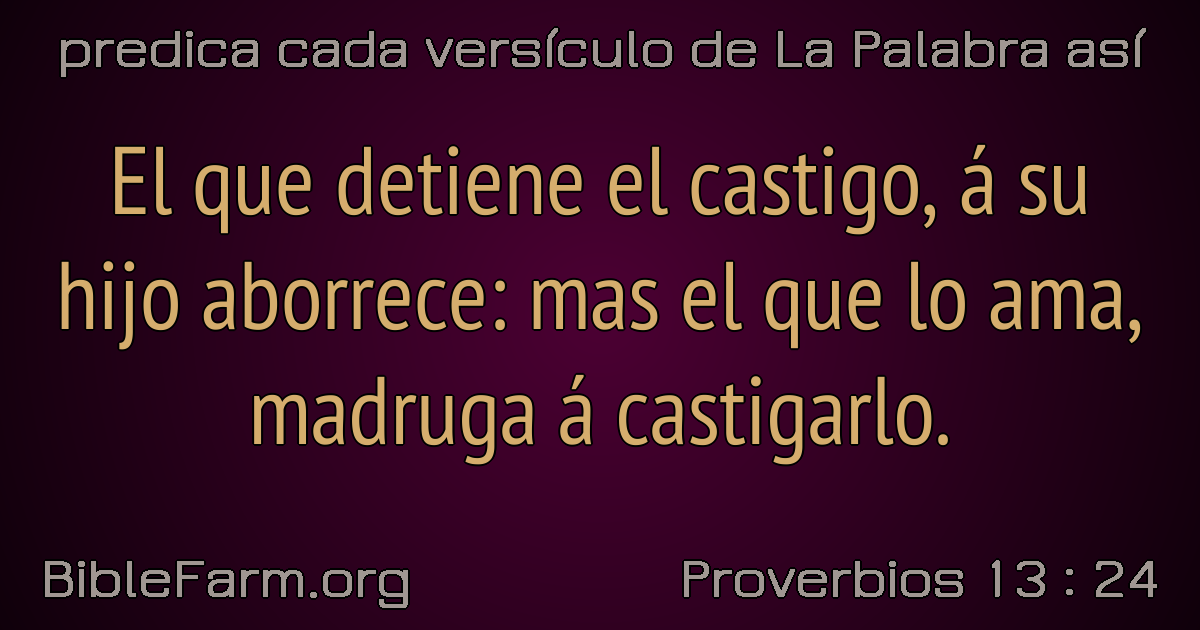 predica cada versículo de La Palabra así
El que detiene el castigo, á su
hijo aborrece: mas el que lo ama,
madruga á castigarlo.
BibleFarm.org
Proverbios 13 : 24